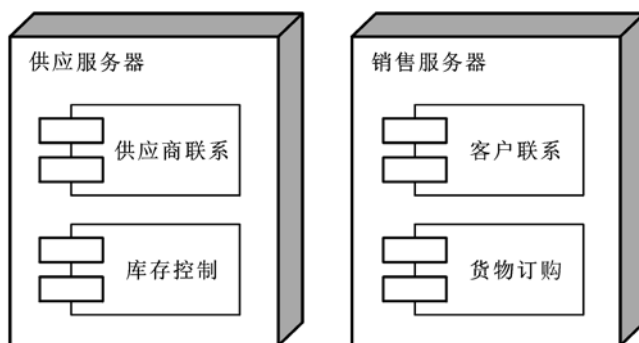 供应服务器
供应商联系
库存控制
销售服务器
客户联系
货物订购